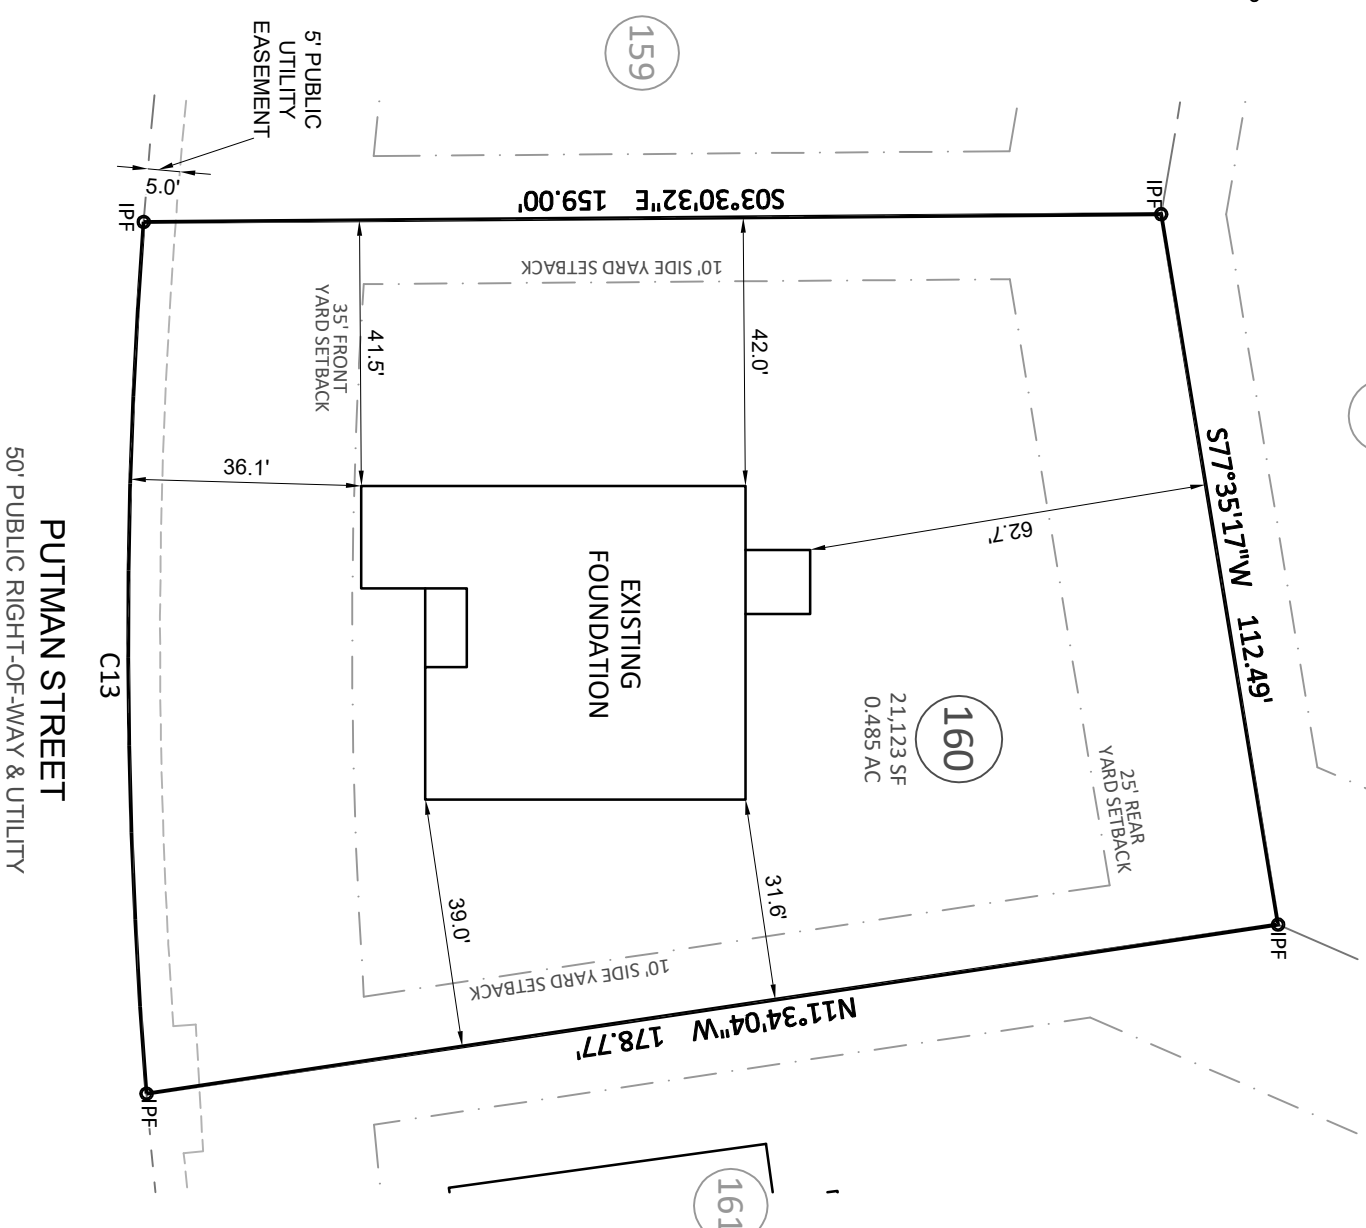 159
5' PUBLIC
UTILITY
EASEMENT
5.0'
IPF
IPF
S03°30'32"E 159.00'
10' SIDE YARD SETBACK
35' FRONT
YARD SETBACK
41.5'
42.0'
36.1'
62.7'
S77°35'17"W 112.49'
EXISTING
FOUNDATION
160
21,123 SF
0.485 AC
25' REAR
YARD SETBACK
C13
PUTMAN STREET
50' PUBLIC RIGHT-OF-WAY & UTILITY
39.0'
31.6'
10' SIDE YARD SETBACK
N11°34'04"W 178.77'
IPF
IPF
161